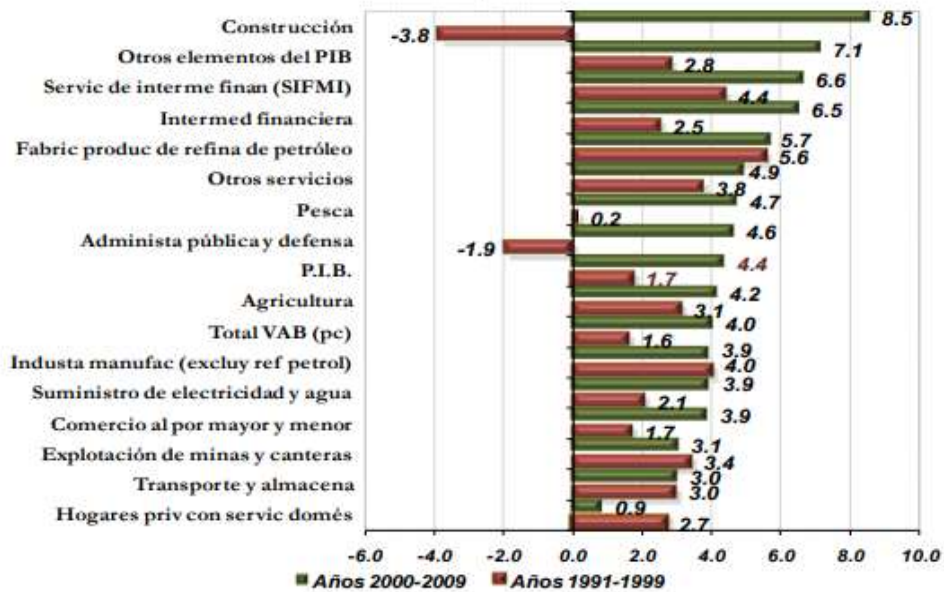 8.5
Construcción
-3.8
7.1
Otros elementos del PIB
2.8
6.6
Servic de interme finan (SIFMI)
4.4
6.5
Intermed financiera
2.5
5.7
Fabric produc de refina de petróleo
5.6
4.9
Otros servicios
3.8
4.7
Pesca
0.2
4.6
Administa pública y defensa
-1.9
4.4
P.I.B.
1.7
4.2
Agricultura
3.1
4.0
Total VAB (pc)
1.6
3.9
Industa manufac (excluy ref petrol)
4.0
3.9
Suministro de electricidad y agua
2.1
3.9
Comercio al por mayor y menor
1.7
3.1
Explotación de minas y canteras
3.4
3.0
Transporte y almacena
3.0
0.9
Hogares priv con servic domés
2.7
-6.0 -4.0 -2.0 0.0 2.0 4.0 6.0 8.0 10.0
Años 2000-2009 Años 1991-1999